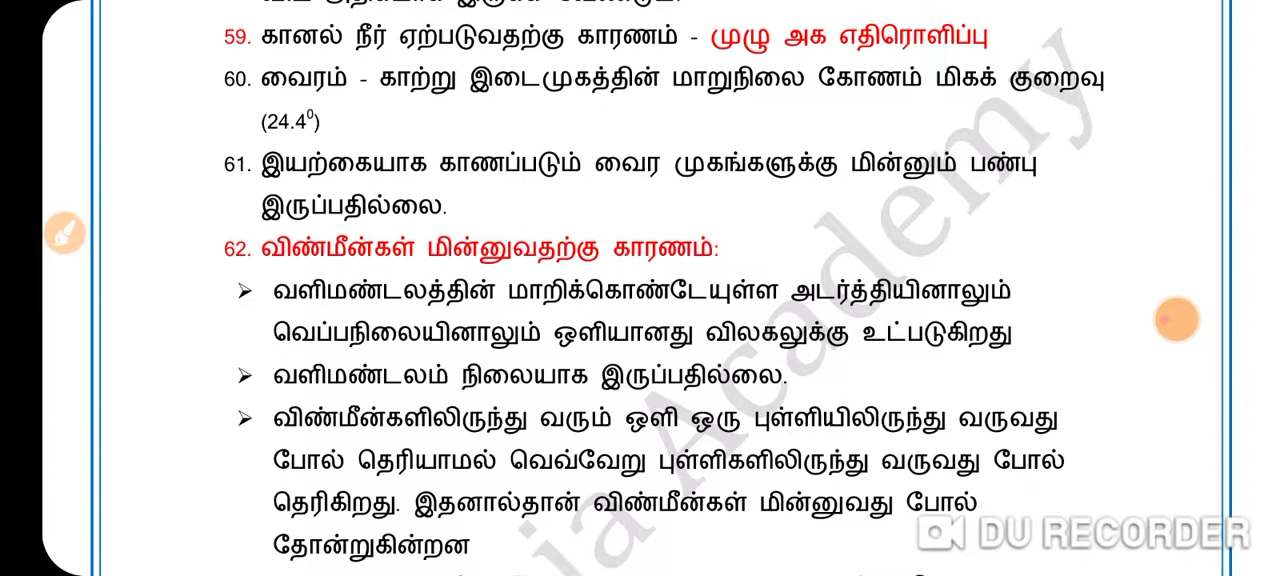 59. கானல் நீர் ஏற்படுவதற்கு காரணம் - முழு அக எதிரொளிப்பு
60. வைரம் - காற்று இடைமுகத்தின் மாறுநிலை கோணம் மிகக் குறைவு
(24.4⁰)
61. இயற்கையாக காணப்படும் வைர முகங்களுக்கு மின்னும் பண்பு
இருப்பதில்லை.
62. விண்மீன்கள் மின்னுவதற்கு காரணம்:
➢ வளிமண்டலத்தின் மாறிக்கொண்டேயுள்ள அடர்த்தியினாலும்
வெப்பநிலையினாலும் ஒளியானது விலகலுக்கு உட்படுகிறது
➢ வளிமண்டலம் நிலையாக இருப்பதில்லை.
➢ விண்மீன்களிலிருந்து வரும் ஒளி ஒரு புள்ளியிலிருந்து வருவது
போல் தெரியாமல் வெவ்வேறு புள்ளிகளிலிருந்து வருவது போல்
தெரிகிறது. இதனால்தான் விண்மீன்கள் மின்னுவது போல்
தோன்றுகின்றன
Academy
DU RECORDER